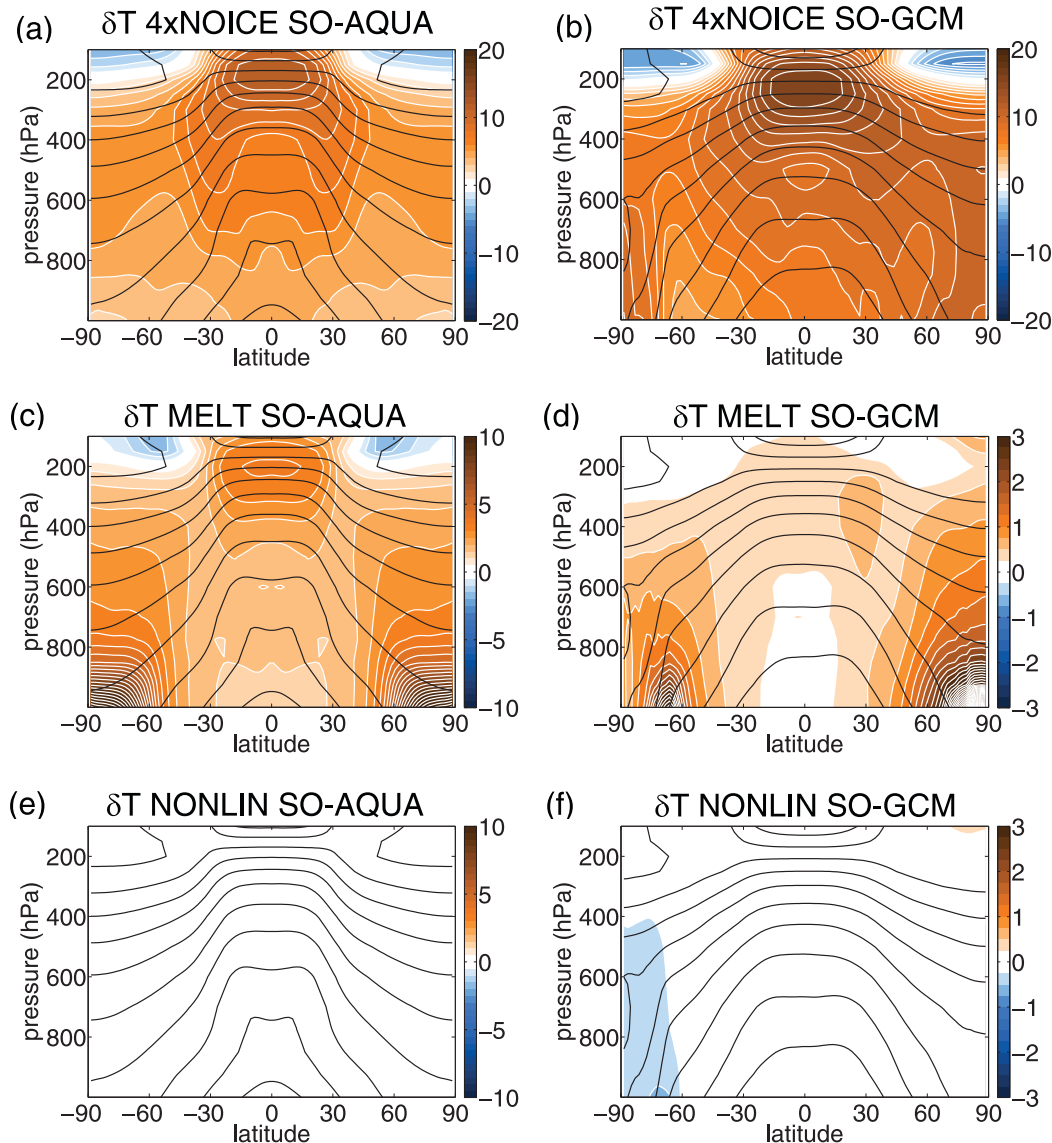 (a) δT 4xNOICE SO-AQUA
pressure (hPa)
200
400
600
800
−90 −60 −30 0 30 60 90
latitude
20
10
0
−10
−20
(b) δT 4xNOICE SO-GCM
pressure (hPa)
200
400
600
800
−90 −60 −30 0 30 60 90
latitude
20
10
0
−10
−20
(c) δT MELT SO-AQUA
pressure (hPa)
200
400
600
800
−90 −60 −30 0 30 60 90
latitude
10
5
0
−5
−10
(d) δT MELT SO-GCM
pressure (hPa)
200
400
600
800
−90 −60 −30 0 30 60 90
latitude
3
2
1
0
−1
−2
−3
(e) δT NONLIN SO-AQUA
pressure (hPa)
200
400
600
800
−90 −60 −30 0 30 60 90
latitude
10
5
0
−5
−10
(f) δT NONLIN SO-GCM
pressure (hPa)
200
400
600
800
−90 −60 −30 0 30 60 90
latitude
3
2
1
0
−1
−2
−3